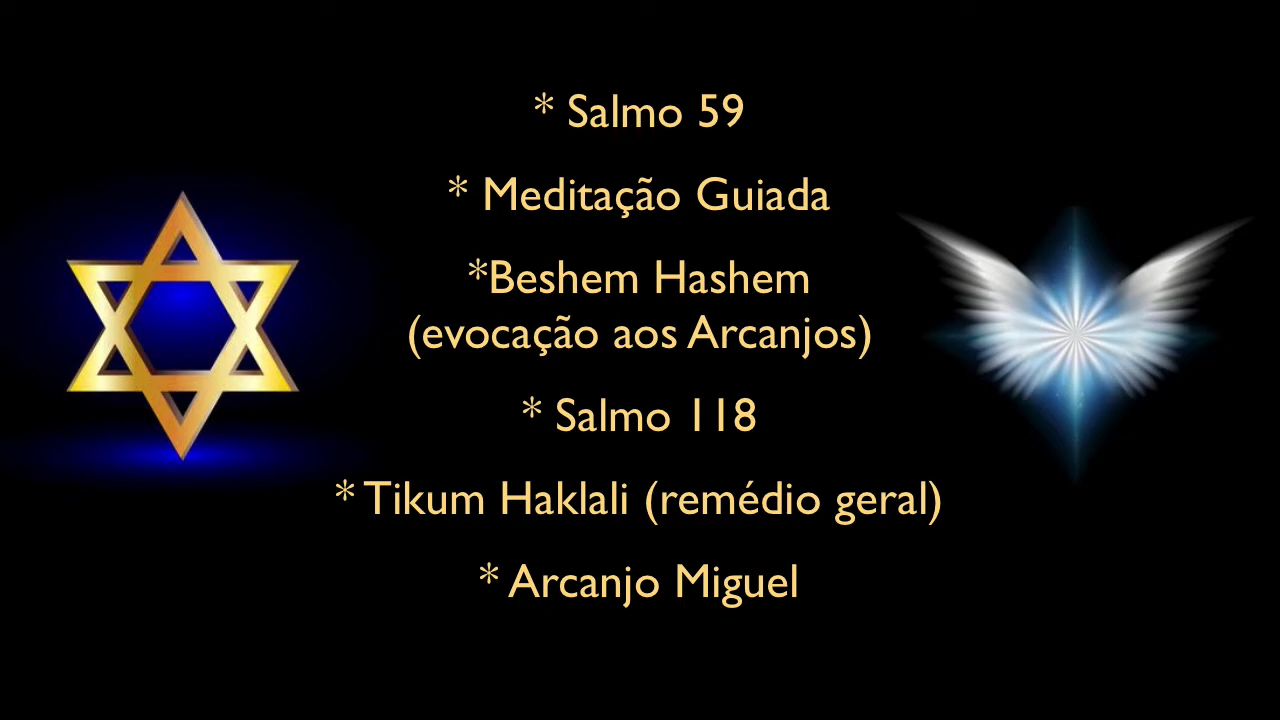 * Salmo 59
* Meditação Guiada
*Beshem Hashem
(evocação aos Arcanjos)
* Salmo 118
* Tikum Haklali (remédio geral)
* Arcanjo Miguel